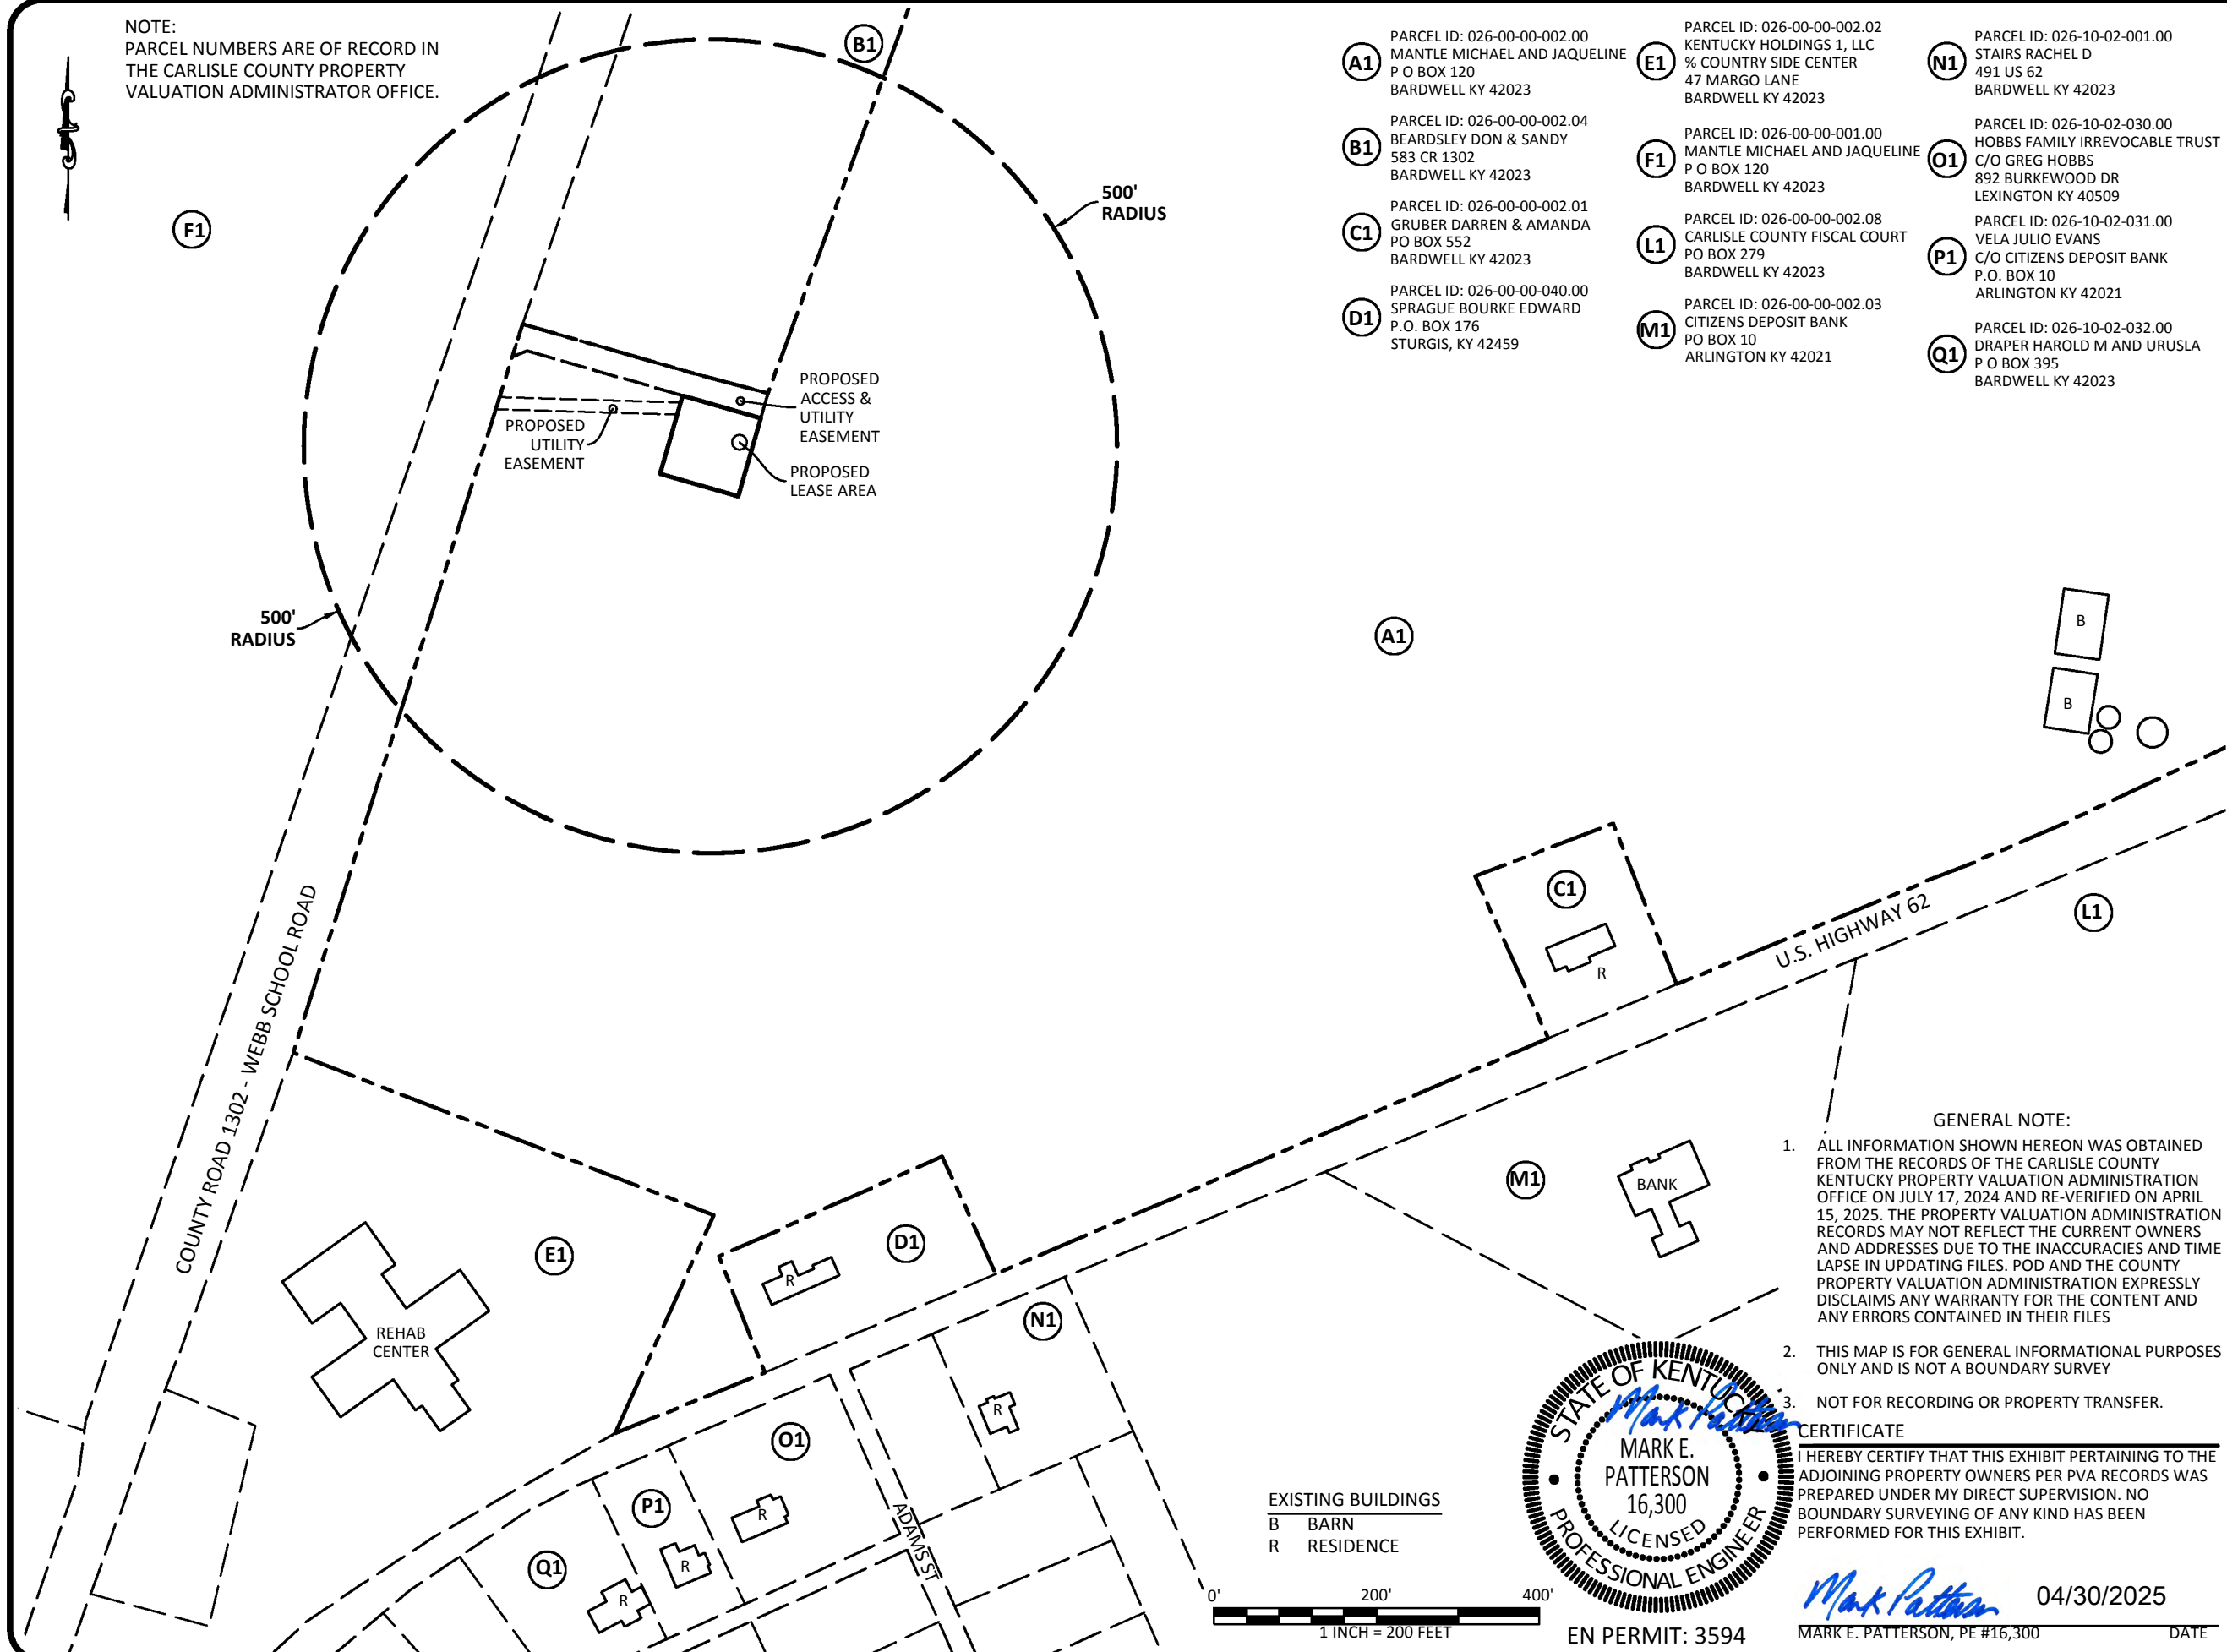 NOTE:
PARCEL NUMBERS ARE OF RECORD IN
THE CARLISLE COUNTY PROPERTY
VALUATION ADMINISTRATOR OFFICE.
B1
F1
500'
RADIUS
500'
RADIUS
PROPOSED
ACCESS &
UTILITY
EASEMENT
PROPOSED
UTILITY
EASEMENT
PROPOSED
LEASE AREA
A1
PARCEL ID: 026-00-00-002.00
MANTLE MICHAEL AND JAQUELINE
P O BOX 120
BARDWELL KY 42023
B1
PARCEL ID: 026-00-00-002.04
BEARDSLEY DON & SANDY
583 CR 1302
BARDWELL KY 42023
C1
PARCEL ID: 026-00-00-002.01
GRUBER DARREN & AMANDA
PO BOX 552
BARDWELL KY 42023
D1
PARCEL ID: 026-00-00-040.00
SPRAGUE BOURKE EDWARD
P.O. BOX 176
STURGIS, KY 42459
E1
PARCEL ID: 026-00-00-002.02
KENTUCKY HOLDINGS 1, LLC
% COUNTRY SIDE CENTER
47 MARGO LANE
BARDWELL KY 42023
F1
PARCEL ID: 026-00-00-001.00
MANTLE MICHAEL AND JAQUELINE
P O BOX 120
BARDWELL KY 42023
L1
PARCEL ID: 026-00-00-002.08
CARLISLE COUNTY FISCAL COURT
PO BOX 279
BARDWELL KY 42023
M1
PARCEL ID: 026-00-00-002.03
CITIZENS DEPOSIT BANK
PO BOX 10
ARLINGTON KY 42021
N1
PARCEL ID: 026-10-02-001.00
STAIRS RACHEL D
491 US 62
BARDWELL KY 42023
O1
PARCEL ID: 026-10-02-030.00
HOBBS FAMILY IRREVOCABLE TRUST
C/O GREG HOBBS
892 BURKEWOOD DR
LEXINGTON KY 40509
P1
PARCEL ID: 026-10-02-031.00
VELA JULIO EVANS
C/O CITIZENS DEPOSIT BANK
P.O. BOX 10
ARLINGTON KY 42021
Q1
PARCEL ID: 026-10-02-032.00
DRAPER HAROLD M AND URUSLA
P O BOX 395
BARDWELL KY 42023
A1
B
B
C1
R
L1
U.S. HIGHWAY 62
COUNTY ROAD 1302 - WEBB SCHOOL ROAD
E1
REHAB
CENTER
D1
R
M1
BANK
N1
R
O1
R
P1
R
Q1
R
ADAMS ST
GENERAL NOTE:
1. ALL INFORMATION SHOWN HEREON WAS OBTAINED
FROM THE RECORDS OF THE CARLISLE COUNTY
KENTUCKY PROPERTY VALUATION ADMINISTRATION
OFFICE ON JULY 17, 2024 AND RE-VERIFIED ON APRIL
15, 2025. THE PROPERTY VALUATION ADMINISTRATION
RECORDS MAY NOT REFLECT THE CURRENT OWNERS
AND ADDRESSES DUE TO THE INACCURACIES AND TIME
LAPSE IN UPDATING FILES. POD AND THE COUNTY
PROPERTY VALUATION ADMINISTRATION EXPRESSLY
DISCLAIMS ANY WARRANTY FOR THE CONTENT AND
ANY ERRORS CONTAINED IN THEIR FILES
2. THIS MAP IS FOR GENERAL INFORMATIONAL PURPOSES
ONLY AND IS NOT A BOUNDARY SURVEY
3. NOT FOR RECORDING OR PROPERTY TRANSFER.
CERTIFICATE
I HEREBY CERTIFY THAT THIS EXHIBIT PERTAINING TO THE
ADJOINING PROPERTY OWNERS PER PVA RECORDS WAS
PREPARED UNDER MY DIRECT SUPERVISION. NO
BOUNDARY SURVEYING OF ANY KIND HAS BEEN
PERFORMED FOR THIS EXHIBIT.
Mark Patterson 04/30/2025
MARK E. PATTERSON, PE #16,300 DATE
STATE OF KENTUCKY
Mark Patterson
MARK E.
PATTERSON
16,300
LICENSED
PROFESSIONAL ENGINEER
EN PERMIT: 3594
EXISTING BUILDINGS
B BARN
R RESIDENCE
0' 200' 400'
1 INCH = 200 FEET